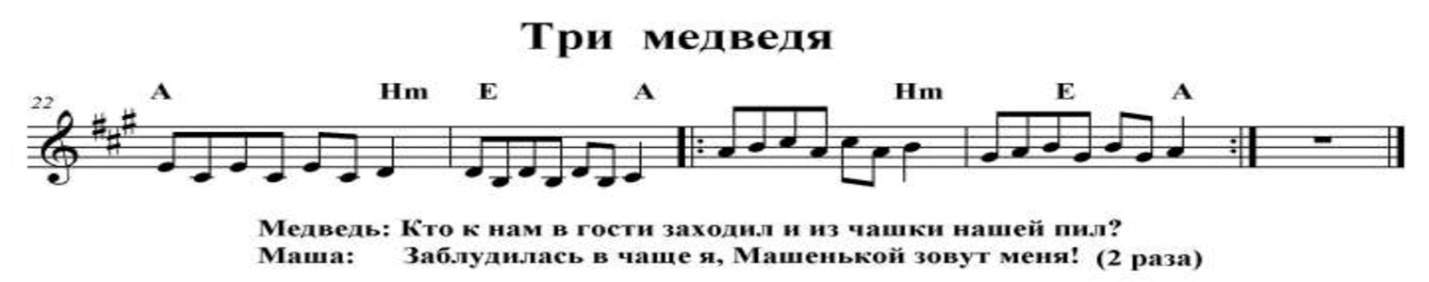 Три медведя
22
A Hm E A Hm E A
Медведь: Кто к нам в гости заходил и из чашки нашей пил?
Маша: Заблудилась в чаще я, Машенькой зовут меня! (2 раза)